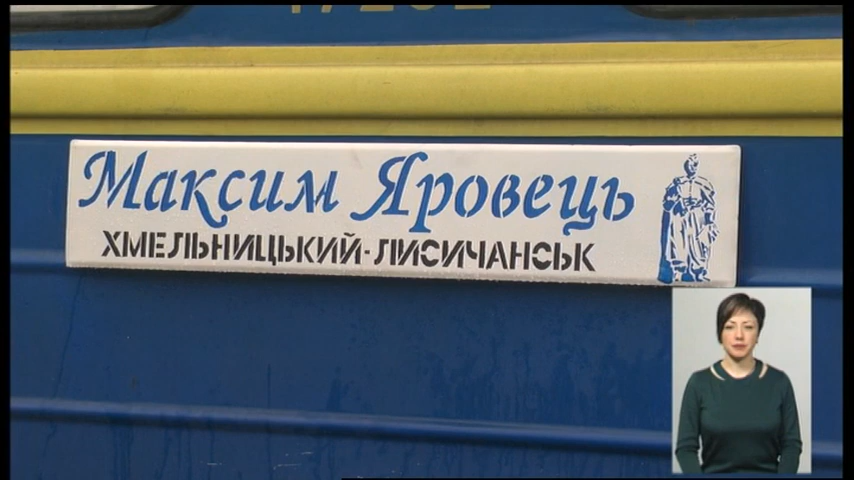 Максим Яровець
ХМЕЛЬНИЦЬКИЙ-ЛИСИЧАНСЬК